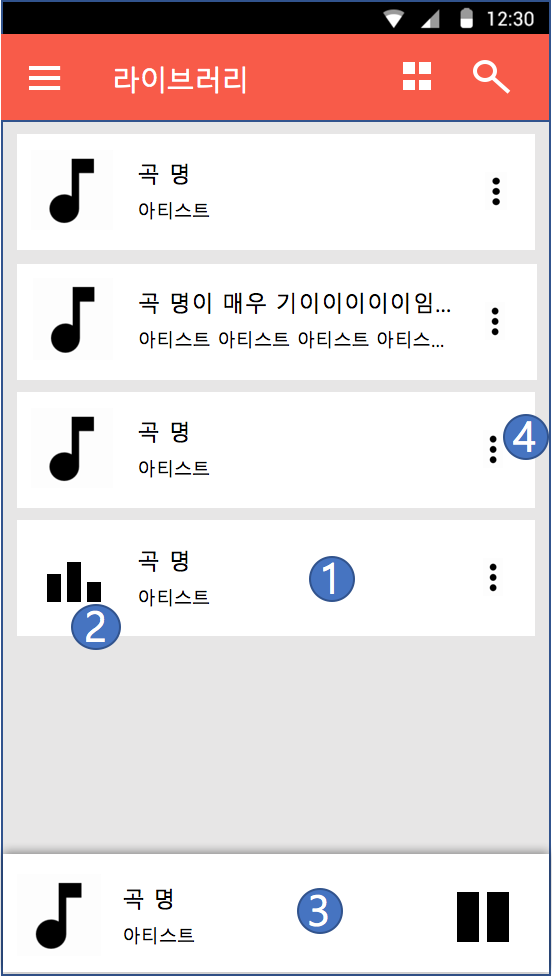 12:30
라이브러리
곡 명
아티스트
곡 명이 매우 기이이이이이임...
아티스트 아티스트 아티스트 아티스...
곡 명
아티스트
4
곡 명
아티스트
1
2
곡 명
아티스트
3